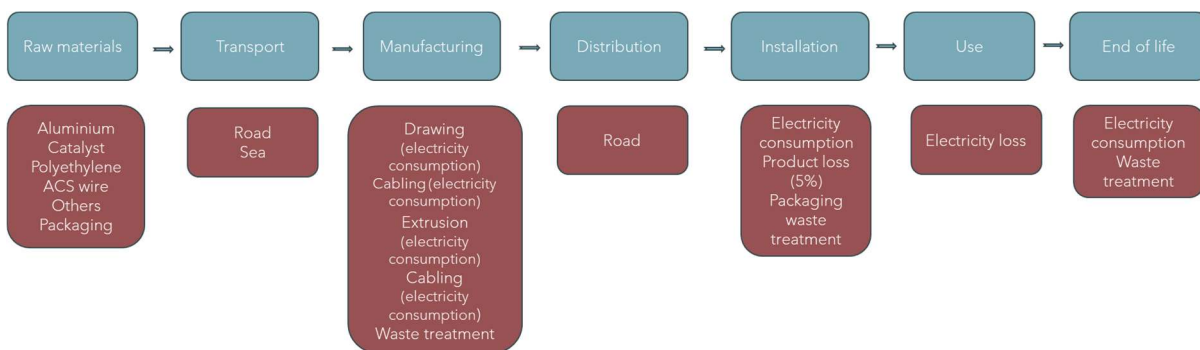 Raw materials
Transport
Manufacturing
Distribution
Installation
Use
End of life
Aluminium
Catalyst
Polyethylene
ACS wire
Others
Packaging
Road
Sea
Drawing
(electricity
consumption)
Cabling (electricity
consumption)
Extrusion
(electricity
consumption)
Cabling
(electricity
consumption)
Waste treatment
Road
Electricity
consumption
Product loss
(5%)
Packaging
waste
treatment
Electricity loss
Electricity
consumption
Waste
treatment